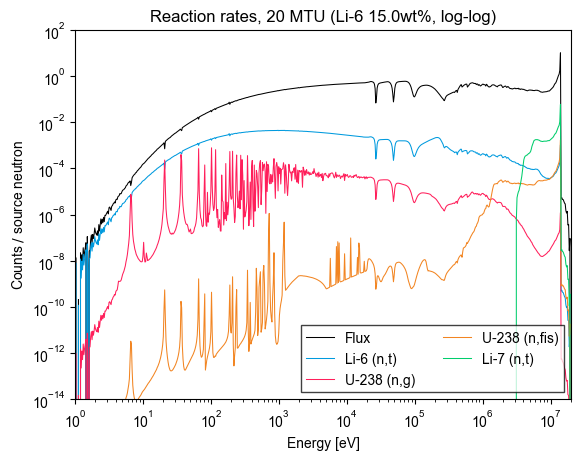 Reaction rates, 20 MTU (Li-6 15.0wt%, log-log)
Counts / source neutron
10^2
10^0
10^-2
10^-4
10^-6
10^-8
10^-10
10^-12
10^-14
Flux
Li-6 (n,t)
U-238 (n,g)
U-238 (n,fis)
Li-7 (n,t)
10^0 10^1 10^2 10^3 10^4 10^5 10^6 10^7
Energy [eV]